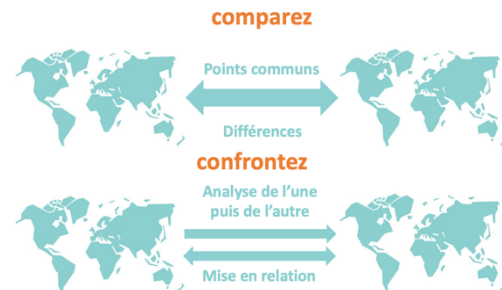 comparez
Points communs
Différences
confrontez
Analyse de l'une
puis de l'autre
Mise en relation